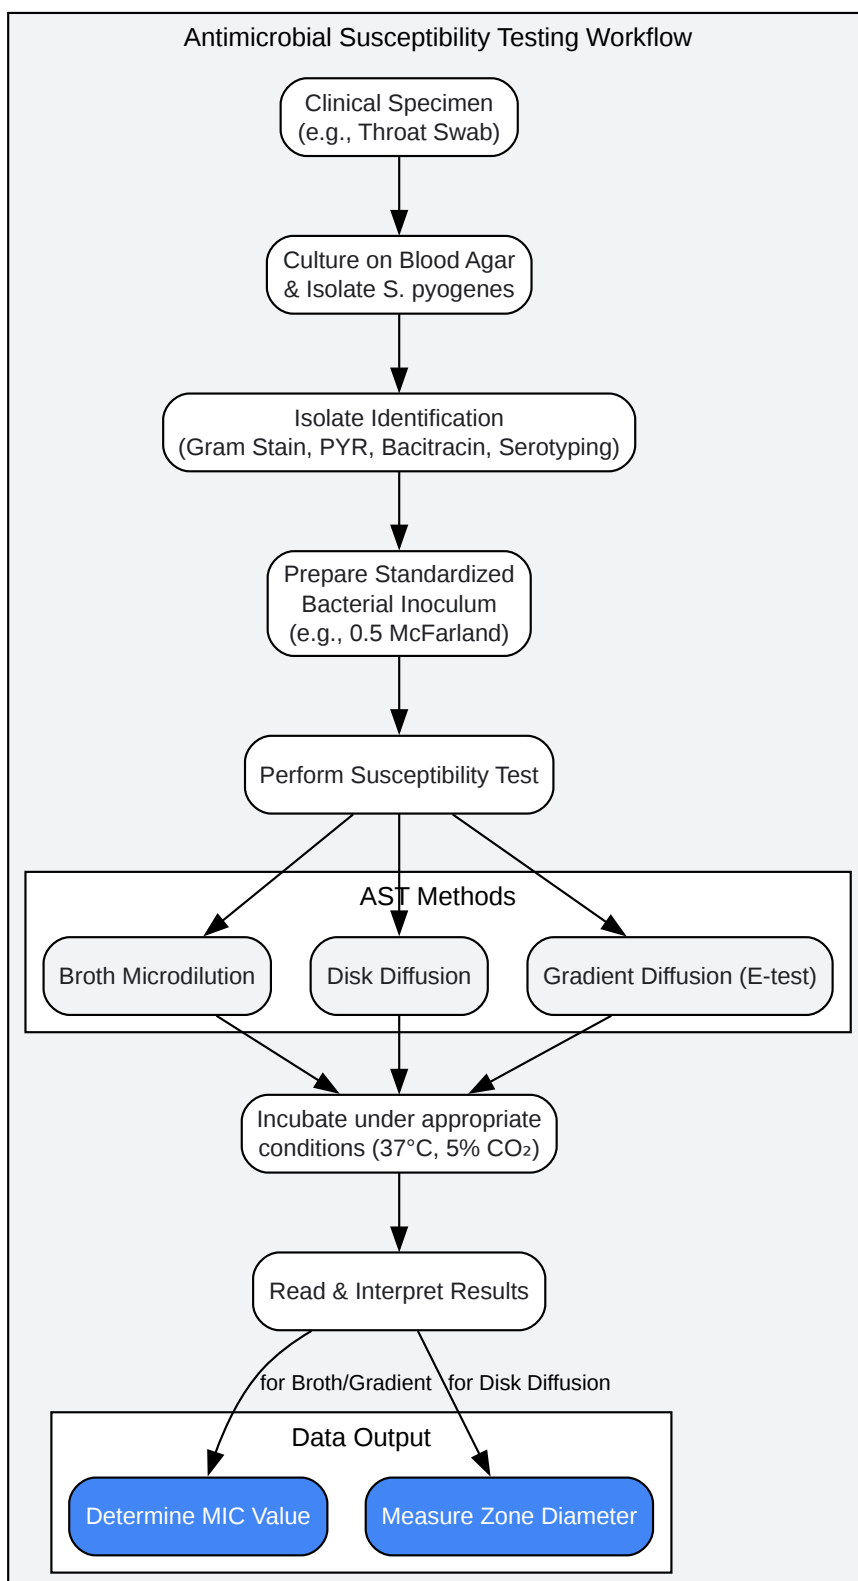 Antimicrobial Susceptibility Testing Workflow
Clinical Specimen
(e.g., Throat Swab)
Culture on Blood Agar
& Isolate S. pyogenes
Isolate Identification
(Gram Stain, PYR, Bacitracin, Serotyping)
Prepare Standardized
Bacterial Inoculum
(e.g., 0.5 McFarland)
Perform Susceptibility Test
AST Methods
Broth Microdilution
Disk Diffusion
Gradient Diffusion (E-test)
Incubate under appropriate
conditions (37°C, 5% CO₂)
Read & Interpret Results
for Broth/Gradient
for Disk Diffusion
Data Output
Determine MIC Value
Measure Zone Diameter